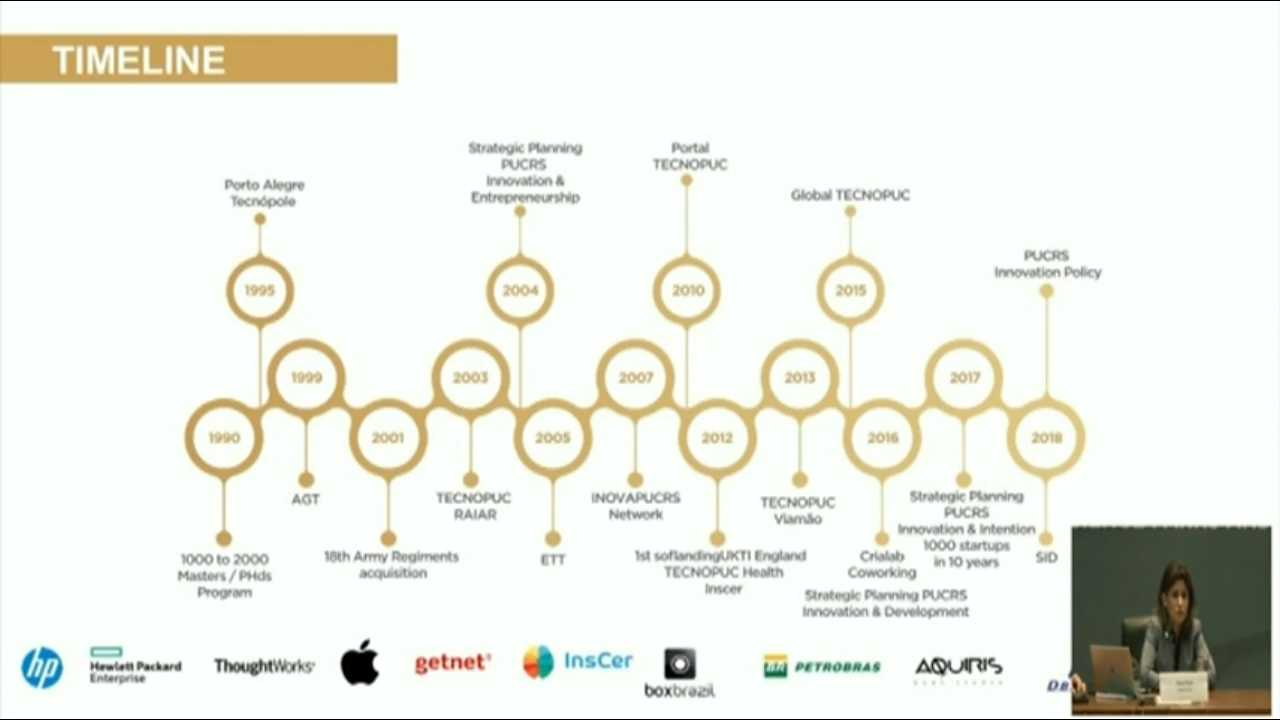 TIMELINE
Porto Alegre
Tecnópole
Strategic Planning
PUCRS
Innovation &
Entrepreneurship
Portal
TECNOPUC
Global TECNOPUC
PUCRS
Innovation Policy
1995
2004
2010
2015
1999
2003
2007
2013
2017
1990
2001
2005
2012
2016
2018
AGT
TECNOPUC
RAIAR
INOVAPUCRS
Network
TECNOPUC
Viamão
Strategic Planning
PUCRS
Innovation & Intention
1000 startups
in 10 years
1000 to 2000
Masters / PHds
Program
18th Army Regiments
acquisition
ETT
1st soflandingUKTI England
TECNOPUC Health
Inscer
Crialab
Coworking
Strategic Planning PUCRS
Innovation & Development
SID
hp
Hewlett Packard
Enterprise
ThoughtWorks
getnet
InsCer
boxbrazil
BR PETROBRAS
AQUIRIS